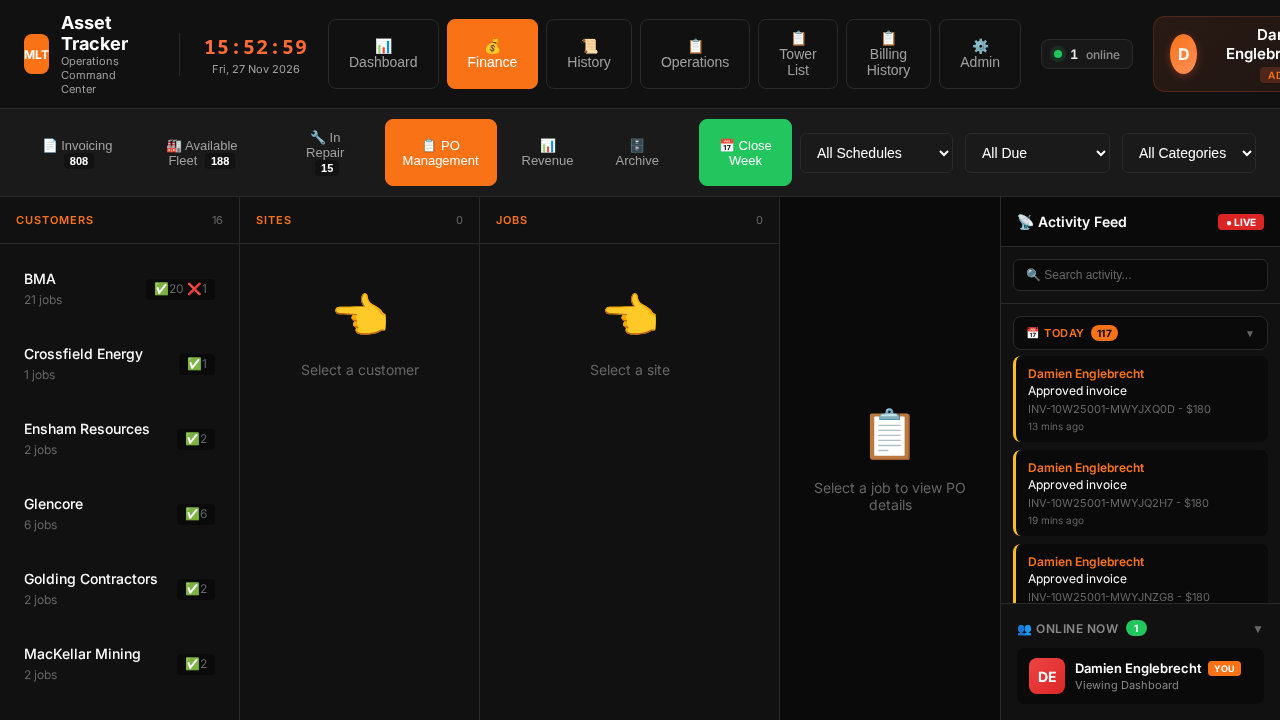 MLT
Asset
Tracker
Operations
Command
Center
15:52:59
Fri, 27 Nov 2026
📊
Dashboard
💰
Finance
📜
History
📋
Operations
📋
Tower
List
📋
Billing
History
⚙️
Admin
1 online
D
📄 Invoicing
808
🏭 Available
Fleet 188
🔧 In
Repair
15
📋 PO
Management
📊
Revenue
🗄️
Archive
📅 Close
Week
All Schedules
All Due
All Categories
CUSTOMERS 16
BMA
21 jobs
✅20 ❌1
Crossfield Energy
1 jobs
✅1
Ensham Resources
2 jobs
✅2
Glencore
6 jobs
✅6
Golding Contractors
2 jobs
✅2
MacKellar Mining
2 jobs
✅2
SITES 0
👈
Select a customer
JOBS 0
👈
Select a site
📋
Select a job to view PO
details
📡 Activity Feed ● LIVE
🔍 Search activity...
📅 TODAY 117 ▼
Damien Englebrecht
Approved invoice
INV-10W25001-MWYJXQ0D - $180
13 mins ago
Damien Englebrecht
Approved invoice
INV-10W25001-MWYJQ2H7 - $180
19 mins ago
Damien Englebrecht
Approved invoice
INV-10W25001-MWYJNZG8 - $180
👥 ONLINE NOW 1 ▼
DE
Damien Englebrecht YOU
Viewing Dashboard